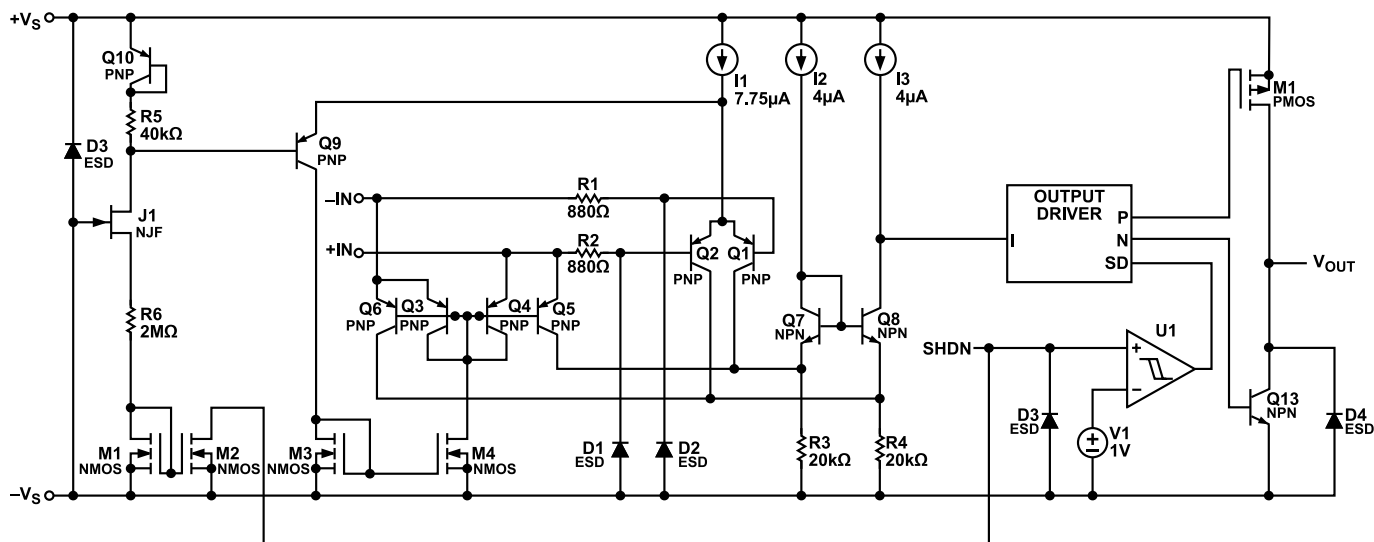 +VS
Q10
PNP
R5
40kΩ
D3
ESD
J1
NJF
R6
2MΩ
M1
NMOS
M2
NMOS
Q9
PNP
–IN
+IN
R1
880Ω
R2
880Ω
I1
7.75µA
I2
4µA
I3
4µA
Q2
PNP
Q1
PNP
Q6
PNP
Q3
PNP
Q4
PNP
Q5
PNP
Q7
NPN
Q8
NPN
M3
NMOS
M4
NMOS
D1
ESD
D2
ESD
R3
20kΩ
R4
20kΩ
OUTPUT
DRIVER
I
P
N
SD
M1
PMOS
VOUT
SHDN
U1
+
–
D3
ESD
V1
1V
Q13
NPN
D4
ESD
–VS